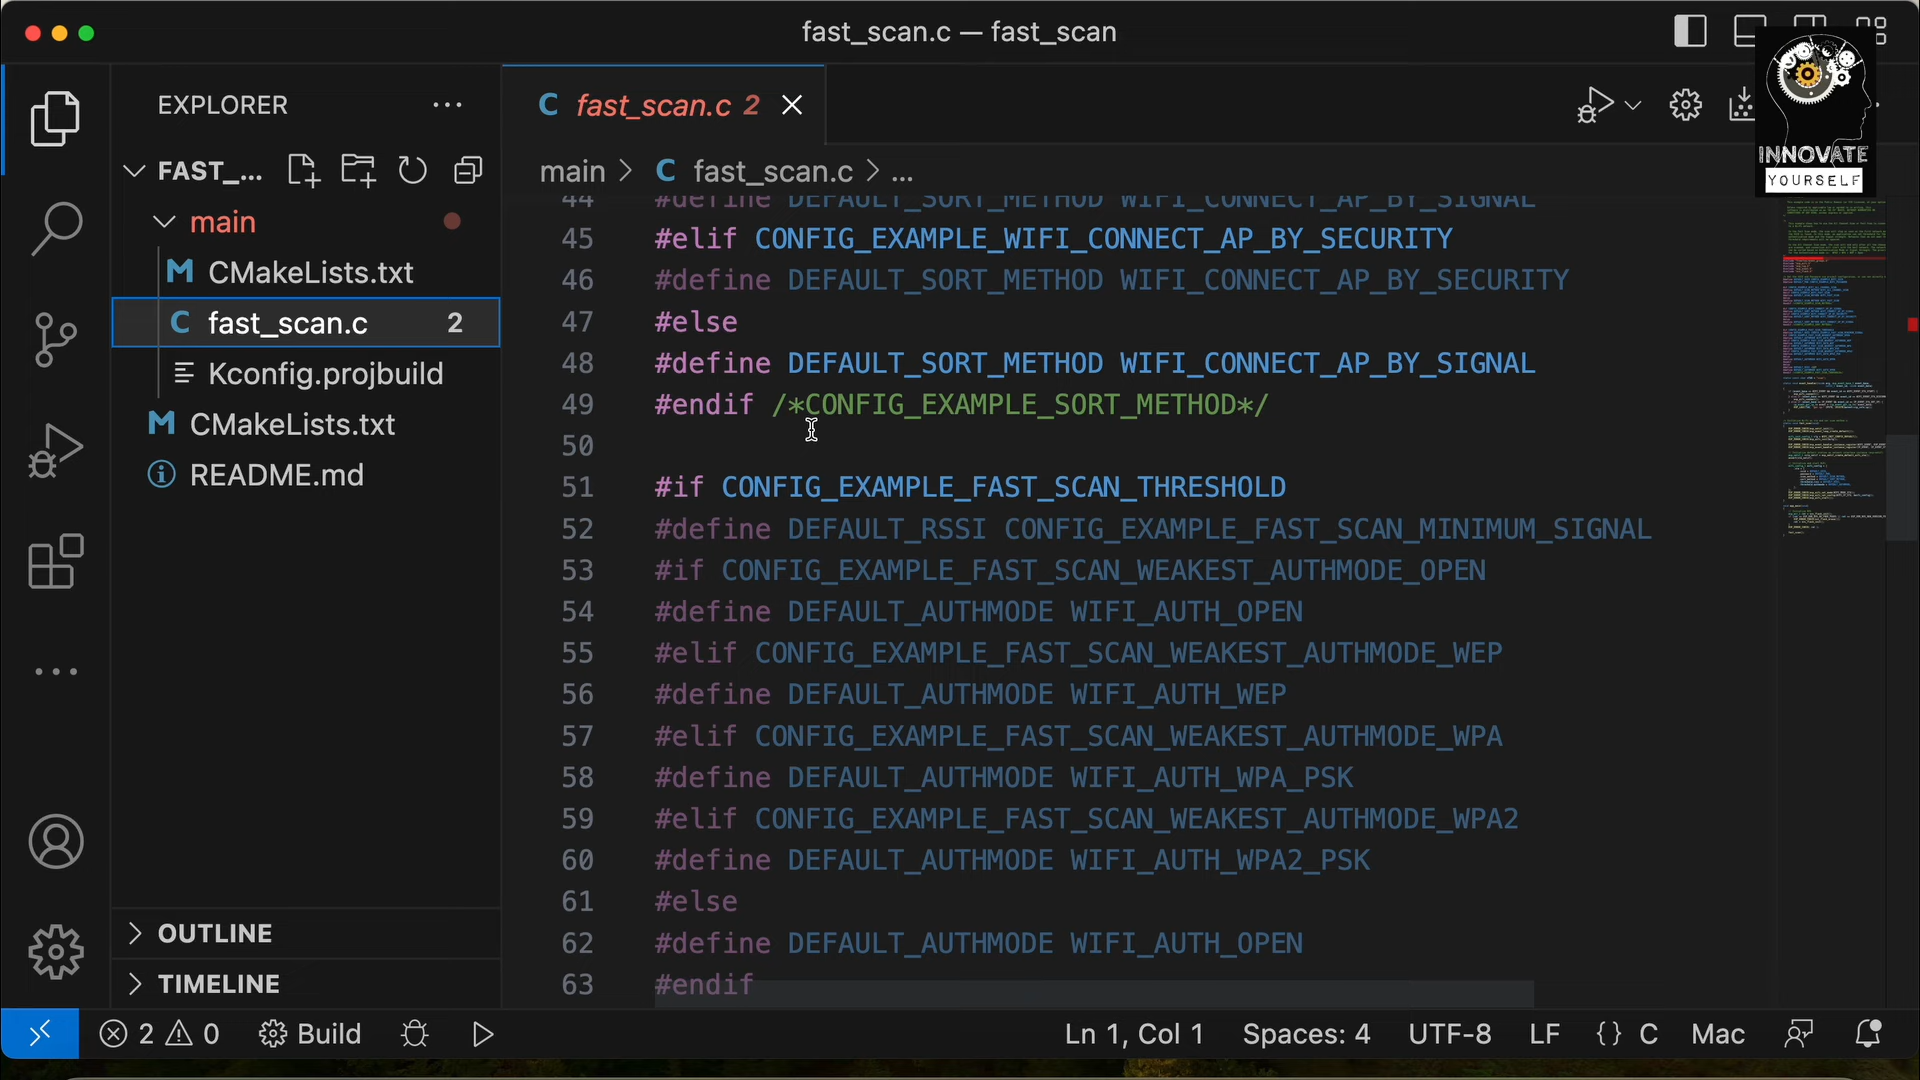 fast_scan.c — fast_scan
INNOVATE
YOURSELF
EXPLORER
FAST_...
main
CMakeLists.txt
fast_scan.c 2
Kconfig.projbuild
CMakeLists.txt
README.md
OUTLINE
TIMELINE
fast_scan.c 2
main > C fast_scan.c > ...
44 #define DEFAULT_SORT_METHOD WIFI_CONNECT_AP_BY_SIGNAL
45 #elif CONFIG_EXAMPLE_WIFI_CONNECT_AP_BY_SECURITY
46 #define DEFAULT_SORT_METHOD WIFI_CONNECT_AP_BY_SECURITY
47 #else
48 #define DEFAULT_SORT_METHOD WIFI_CONNECT_AP_BY_SIGNAL
49 #endif /*CONFIG_EXAMPLE_SORT_METHOD*/
50
51 #if CONFIG_EXAMPLE_FAST_SCAN_THRESHOLD
52 #define DEFAULT_RSSI CONFIG_EXAMPLE_FAST_SCAN_MINIMUM_SIGNAL
53 #if CONFIG_EXAMPLE_FAST_SCAN_WEAKEST_AUTHMODE_OPEN
54 #define DEFAULT_AUTHMODE WIFI_AUTH_OPEN
55 #elif CONFIG_EXAMPLE_FAST_SCAN_WEAKEST_AUTHMODE_WEP
56 #define DEFAULT_AUTHMODE WIFI_AUTH_WEP
57 #elif CONFIG_EXAMPLE_FAST_SCAN_WEAKEST_AUTHMODE_WPA
58 #define DEFAULT_AUTHMODE WIFI_AUTH_WPA_PSK
59 #elif CONFIG_EXAMPLE_FAST_SCAN_WEAKEST_AUTHMODE_WPA2
60 #define DEFAULT_AUTHMODE WIFI_AUTH_WPA2_PSK
61 #else
62 #define DEFAULT_AUTHMODE WIFI_AUTH_OPEN
63 #endif
2 0 Build Ln 1, Col 1 Spaces: 4 UTF-8 LF {} C Mac